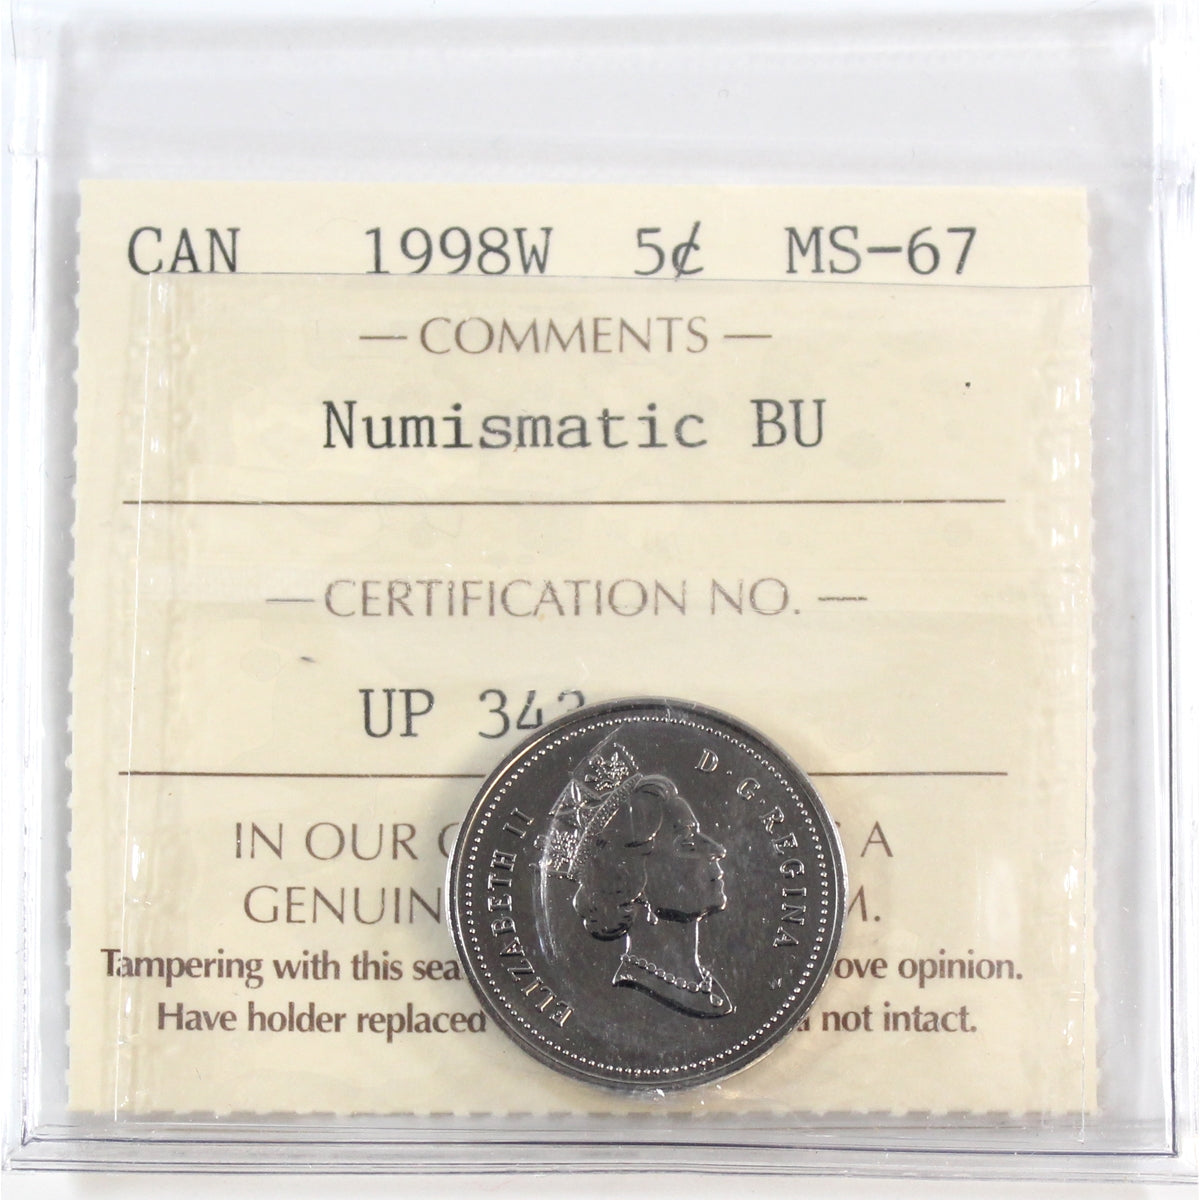 CAN 1998W 5¢ MS-67
— COMMENTS —
Numismatic BU
— CERTIFICATION NO. —
UP 343
IN OUR A
GENUIN M.
Tampering with this sea ove opinion.
Have holder replaced not intact.
ELIZABETH II D·G·REGINA